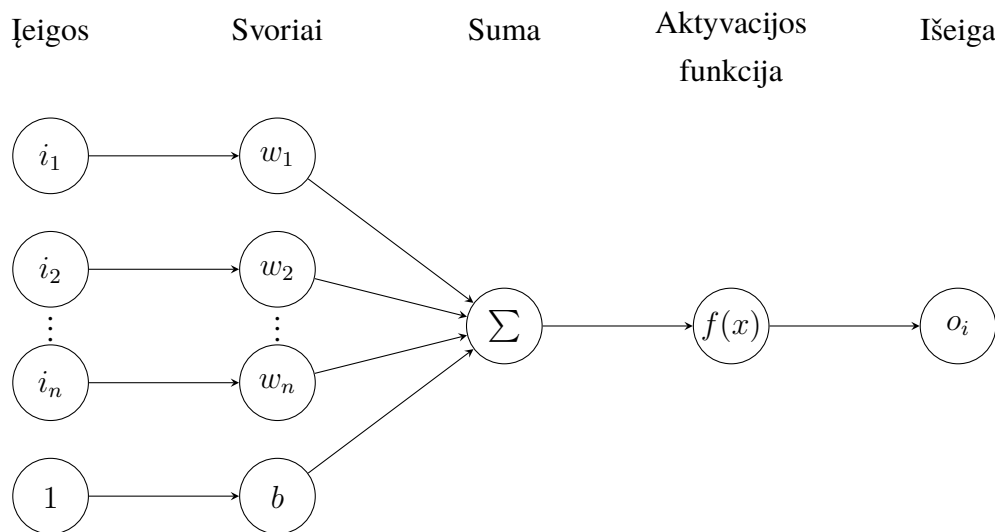 Įeigos Svoriai Suma Aktyvacijos funkcija Išeiga
i₁ w₁
i₂ w₂
⋮ ⋮ ∑ f(x) oᵢ
iₙ wₙ
1 b